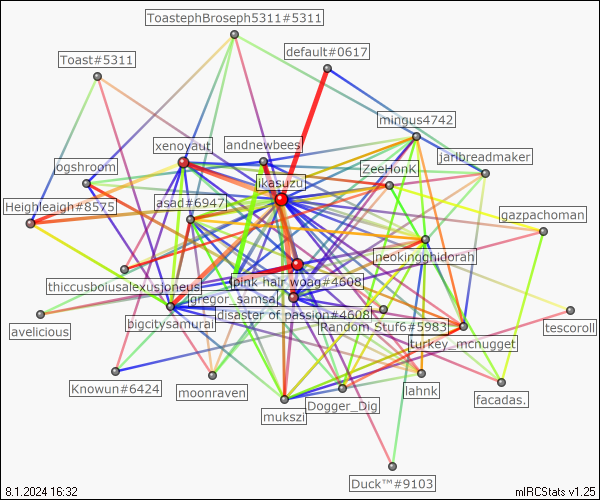 ToastephBroseph5311#5311
default#0617
Toast#5311
mingus4742
xenoyaut
andnewbees
jarlbreadmaker
ogshroom
ZeeHonk
ikasuzu
Heighleigh#8575
asad#6947
gazpachoman
neokinghidorah
thiccusboiusalexusjoneus
pink hair woag#4608
gregor_samsa
disaster of passion#4608
avelicious
bigcitysamurai
Random Stuf6#5983
tescoroll
turkey_mcnugget
Knowun#6424
moonraven
lahnk
facadas.
mukszi
Dogger_Dig
Duck™#9103
8.1.2024 16:32
mIRCStats v1.25